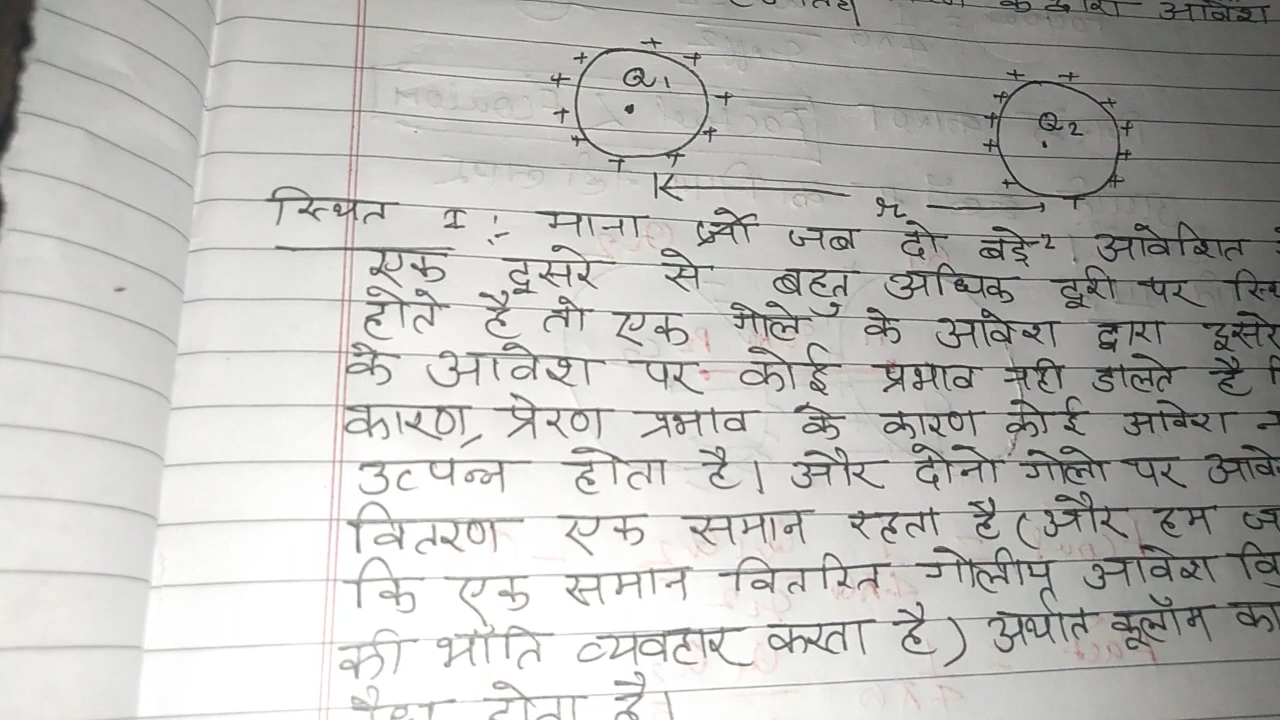 के द्वारा आवेश
Q1
Q2
r
स्थित I :- माना जब दो बड़े2 आवेशित
एक दूसरे से बहुत अधिक दूरी पर
होते है तो एक गोले के आवेश द्वारा दूसरे
के आवेश पर कोई प्रभाव नही डालते है
कारण, प्रेरण प्रभाव के कारण कोई आवेश
उत्पन्न होता है। और दोनो गोलो पर
वितरण एक समान रहता है (और हम
कि एक समान वितरित गोलीय आवेश
की भाँति व्यवहार करता है) अर्थात कूलॉम का
होता है।